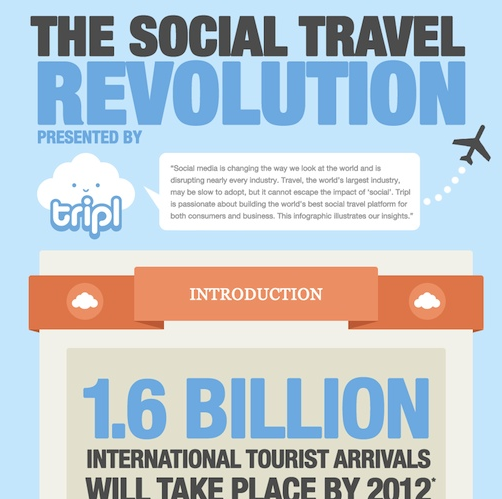 THE SOCIAL TRAVEL
REVOLUTION
PRESENTED BY
tripl
"Social media is changing the way we look at the world and is
disrupting nearly every industry. Travel, the world's largest industry,
may be slow to adopt, but it cannot escape the impact of 'social'. Tripl
is passionate about building the world's best social travel platform for
both consumers and business. This infographic illustrates our insights."
INTRODUCTION
1.6 BILLION
INTERNATIONAL TOURIST ARRIVALS
WILL TAKE PLACE BY 2012*